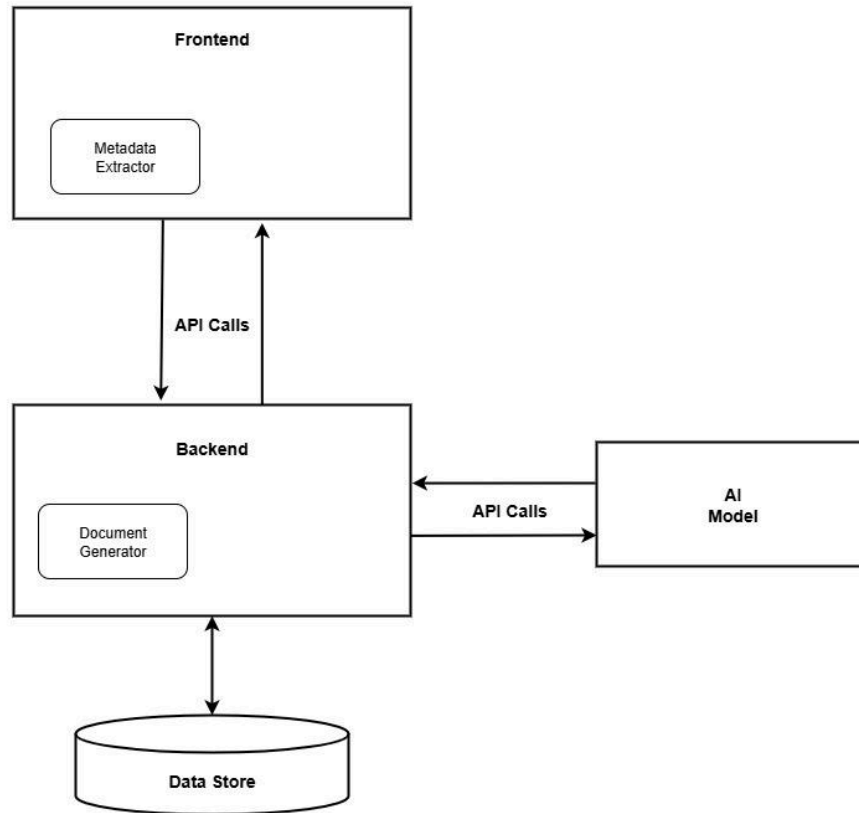 Frontend
Metadata
Extractor
API Calls
Backend
Document
Generator
API Calls
AI
Model
Data Store